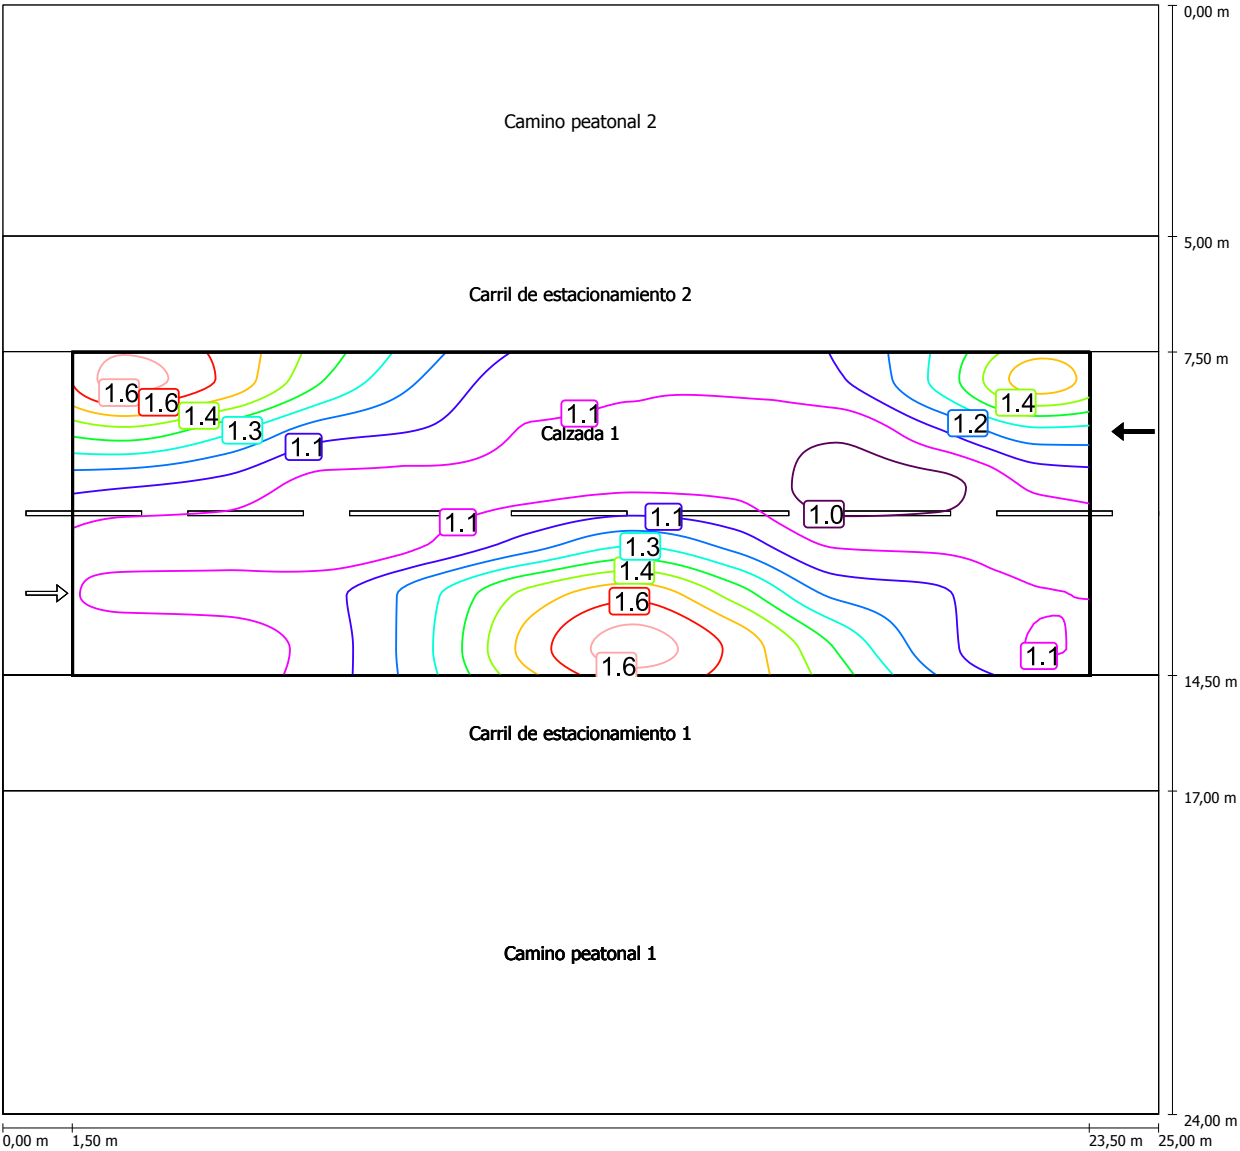 0,00 m
Camino peatonal 2
5,00 m
Carril de estacionamiento 2
7,50 m
1.6
1.6
1.4
1.3
1.1
1.1
Calzada 1
1.4
1.2
1.1
1.1
1.0
1.3
1.4
1.6
1.6
1.1
14,50 m
Carril de estacionamiento 1
17,00 m
Camino peatonal 1
24,00 m
0,00 m
1,50 m
23,50 m
25,00 m